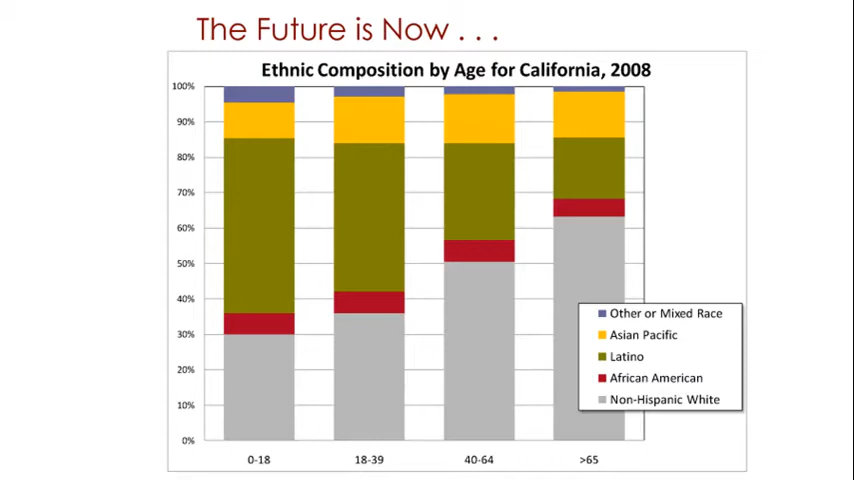 The Future is Now . . .
Ethnic Composition by Age for California, 2008
100%
90%
80%
70%
60%
50%
40%
30%
20%
10%
0%
0-18
18-39
40-64
>65
Other or Mixed Race
Asian Pacific
Latino
African American
Non-Hispanic White